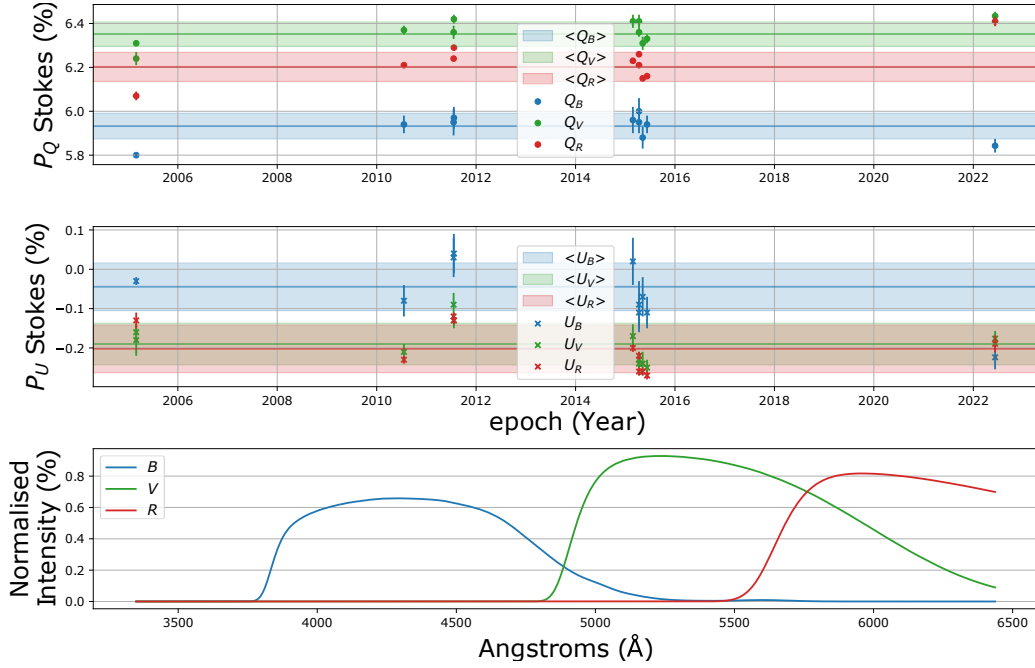 6.4
6.2
6.0
5.8
P_Q Stokes (%)
<Q_B>
<Q_V>
<Q_R>
Q_B
Q_V
Q_R
2006 2008 2010 2012 2014 2016 2018 2020 2022
0.1
0.0
−0.1
−0.2
P_U Stokes (%)
<U_B>
<U_V>
<U_R>
U_B
U_V
U_R
2006 2008 2010 2012 2014 2016 2018 2020 2022
epoch (Year)
0.8
0.6
0.4
0.2
0.0
Normalised
Intensity (%)
B
V
R
3500 4000 4500 5000 5500 6000 6500
Angstroms (Å)